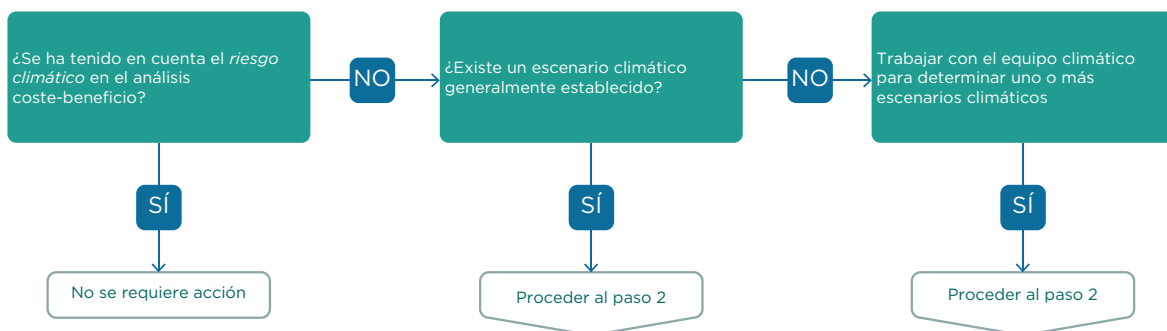 ¿Se ha tenido en cuenta el riesgo
climático en el análisis
coste-beneficio?
NO
¿Existe un escenario climático
generalmente establecido?
NO
Trabajar con el equipo climático
para determinar uno o más
escenarios climáticos
SÍ
SÍ
SÍ
No se requiere acción
Proceder al paso 2
Proceder al paso 2